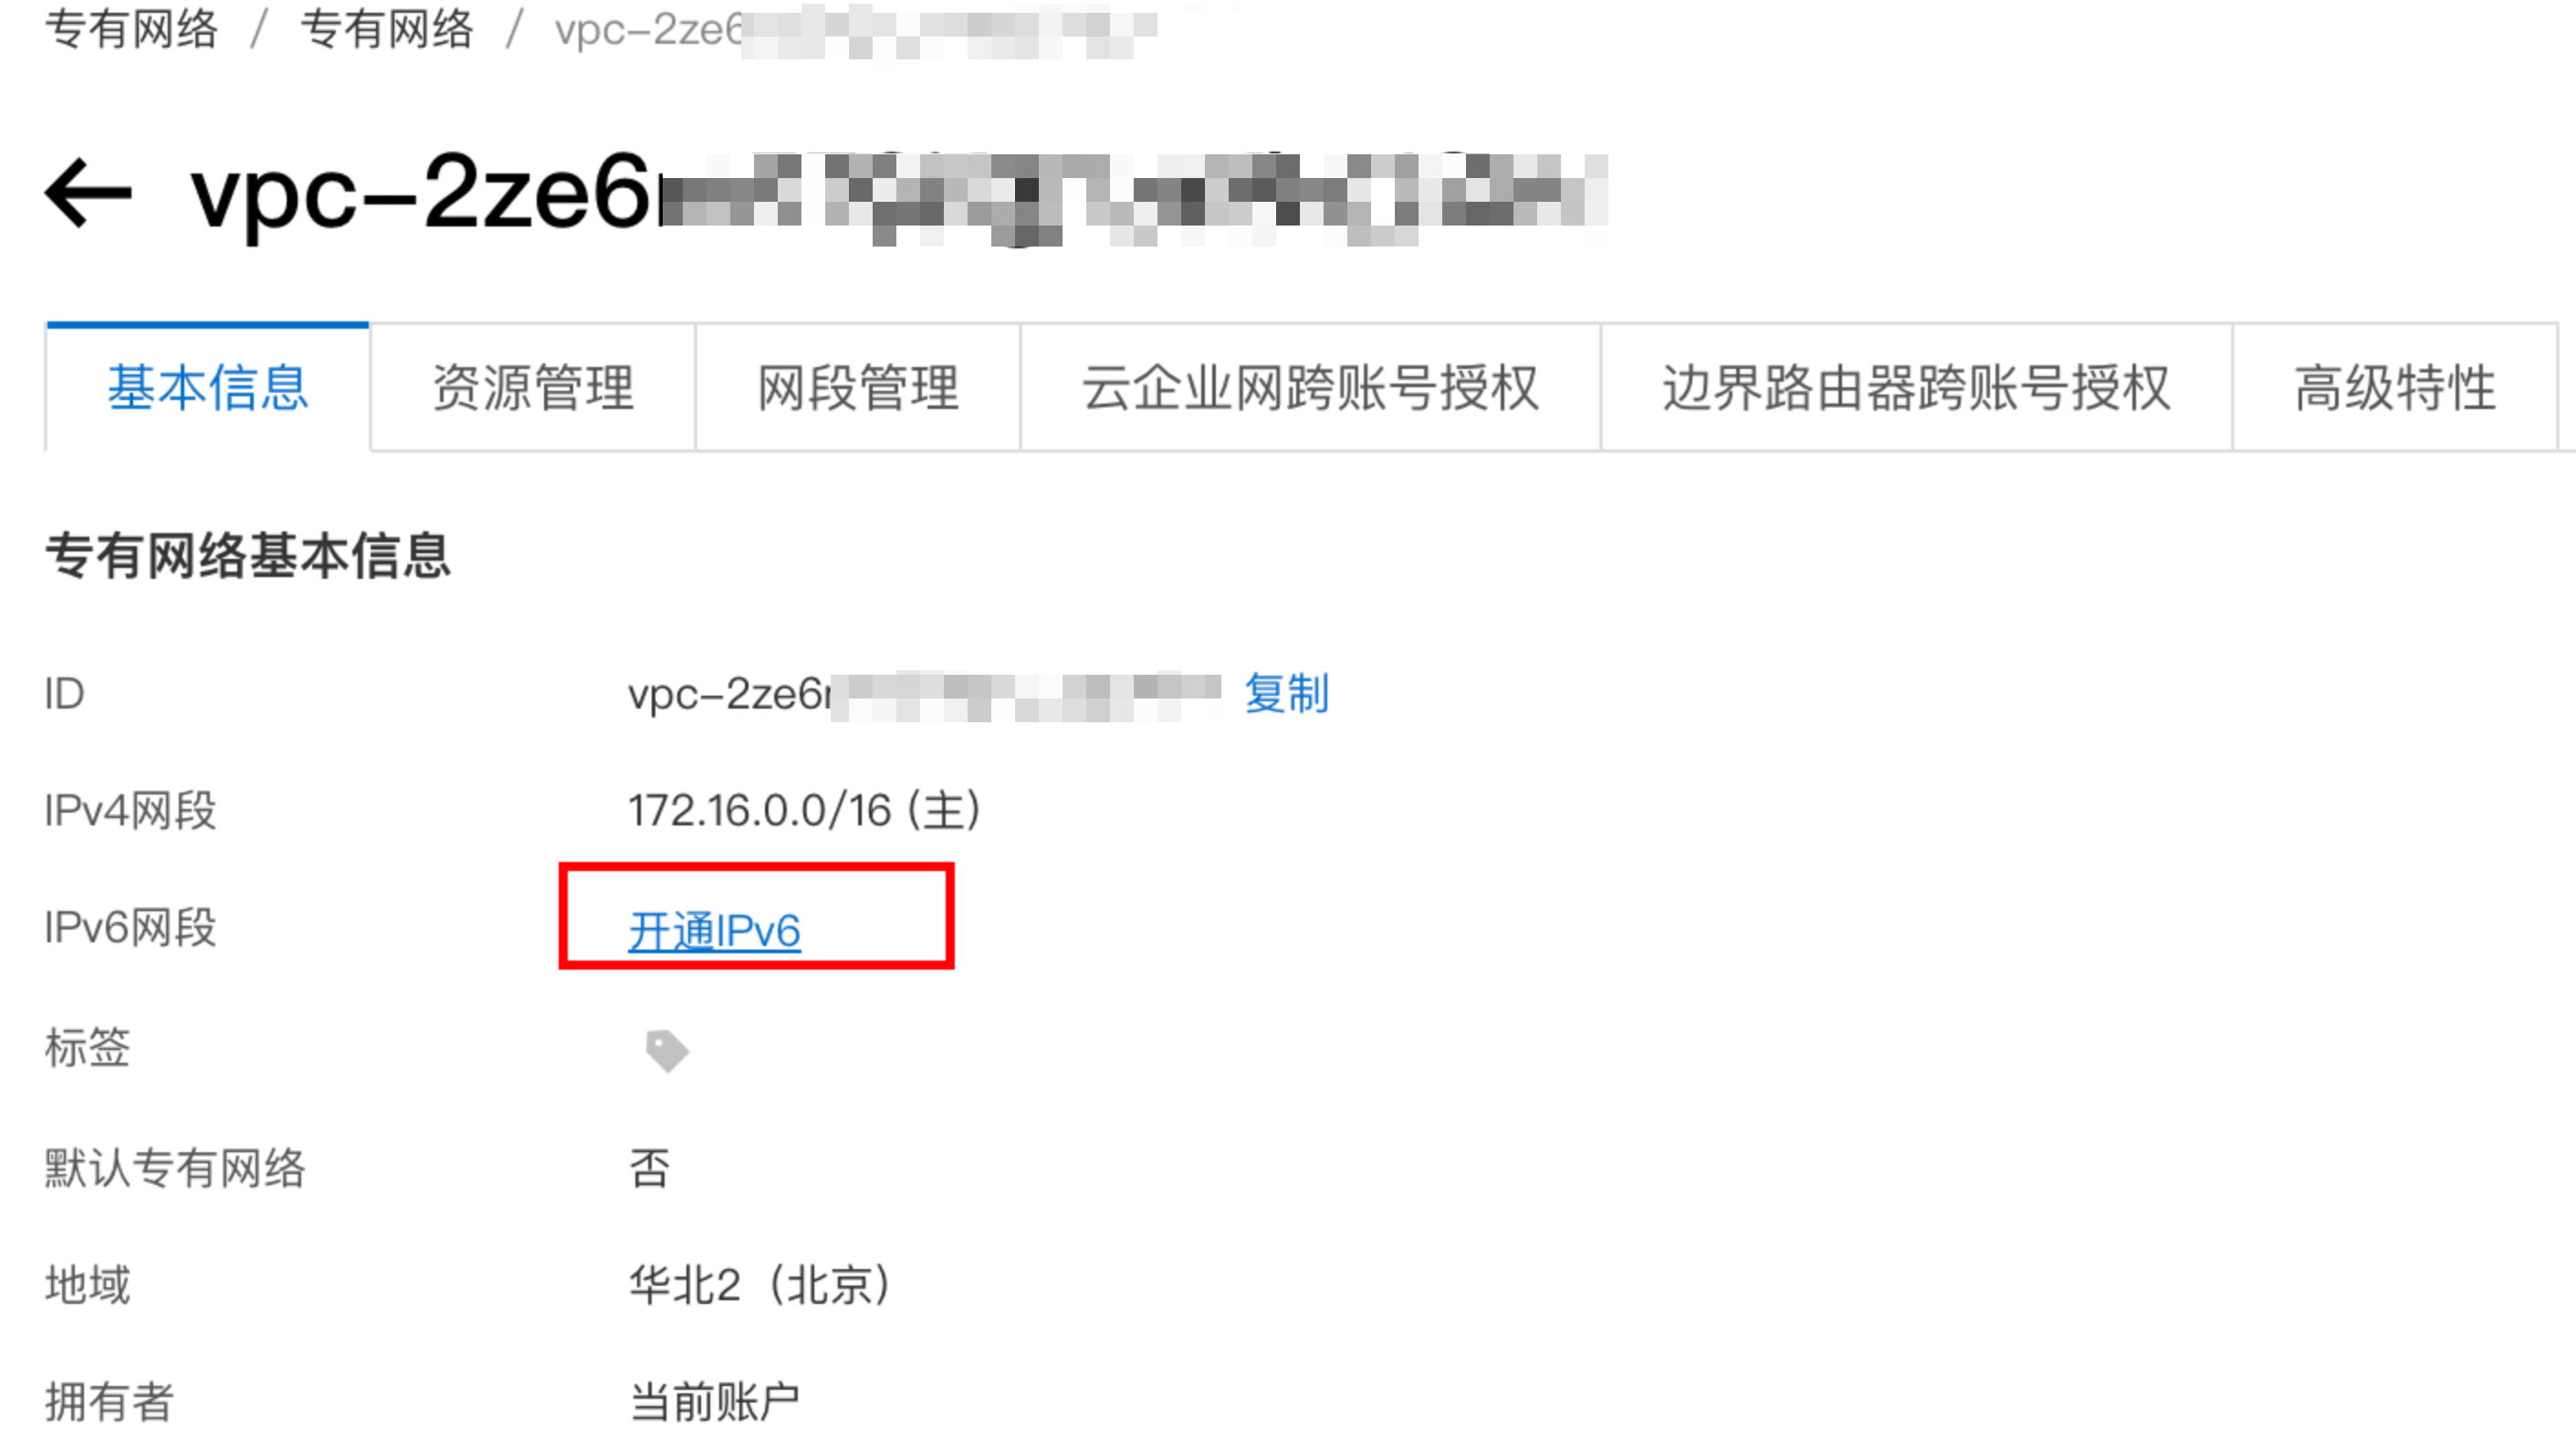 专有网络 / 专有网络 / vpc-2ze6
← vpc-2ze6
基本信息 资源管理 网段管理 云企业网跨账号授权 边界路由器跨账号授权 高级特性
专有网络基本信息
ID vpc-2ze6 复制
IPv4网段 172.16.0.0/16 (主)
IPv6网段 开通IPv6
标签
默认专有网络 否
地域 华北2（北京）
拥有者 当前账户